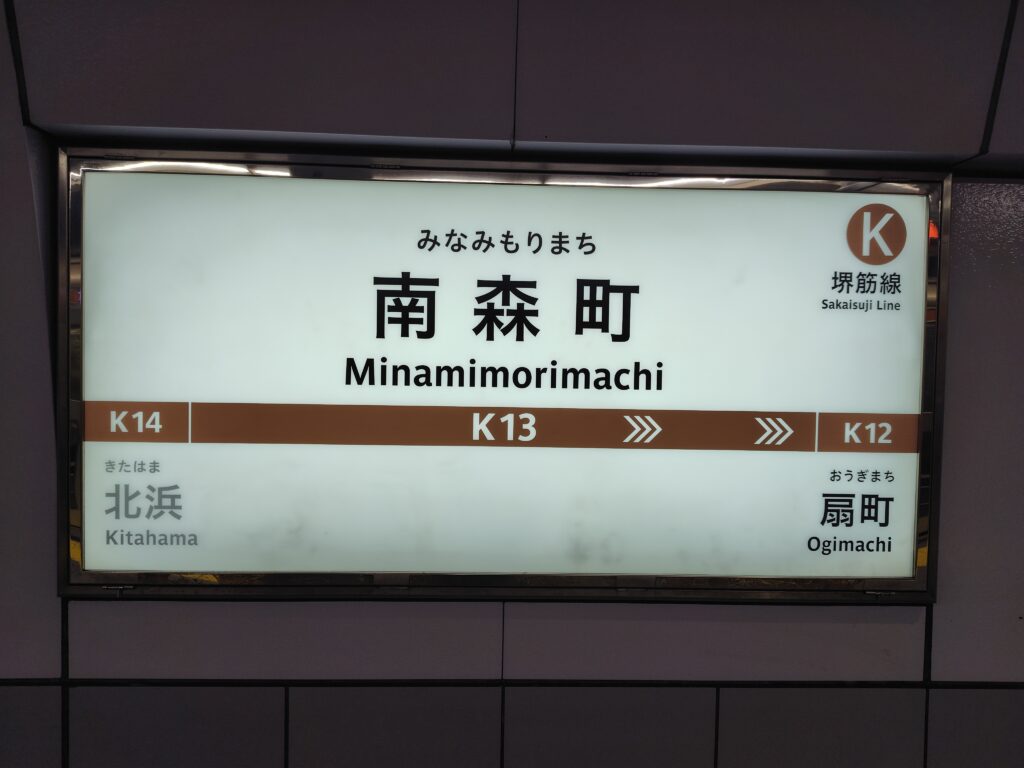 みなみもりまち
南森町
Minamimorimachi
K
堺筋線
Sakaisuji Line
K14
K13
K12
きたはま
北浜
Kitahama
おうぎまち
扇町
Ogimachi